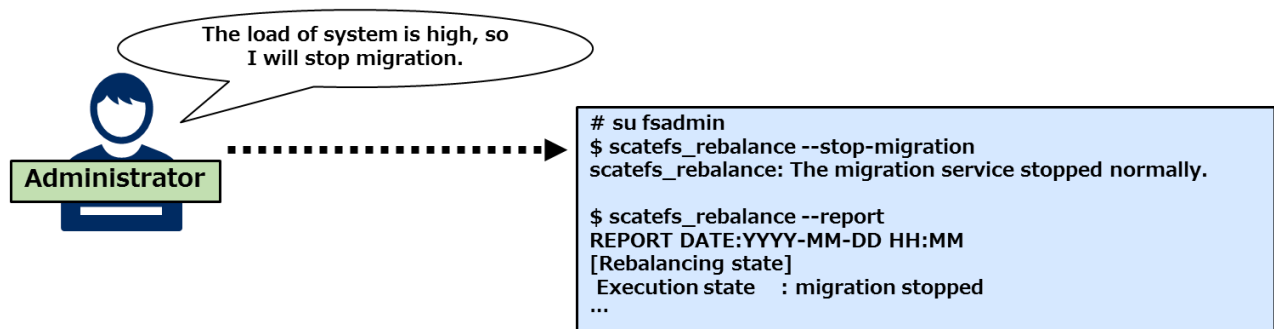 The load of system is high, so
I will stop migration.
Administrator
# su fsadmin
$ scatefs_rebalance --stop-migration
scatefs_rebalance: The migration service stopped normally.
$ scatefs_rebalance --report
REPORT DATE:YYYY-MM-DD HH:MM
[Rebalancing state]
 Execution state    : migration stopped
...